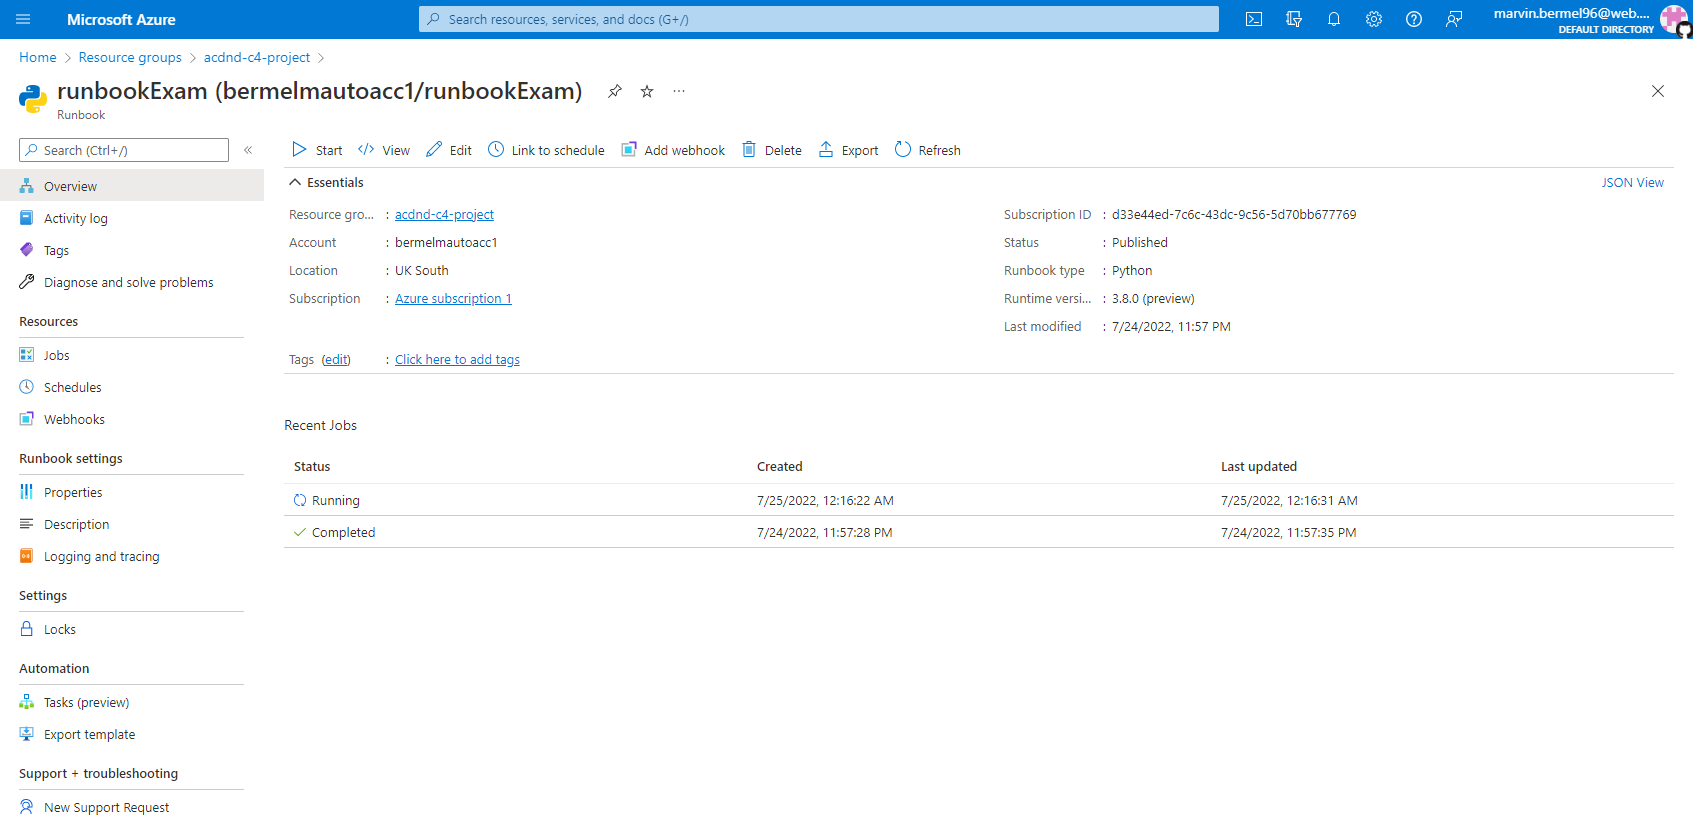 Microsoft Azure
Search resources, services, and docs (G+/)
marvin.bermel96@web....
DEFAULT DIRECTORY
Home > Resource groups > acdnd-c4-project >
runbookExam (bermelmautoacc1/runbookExam)
Runbook
Search (Ctrl+/)
Overview
Activity log
Tags
Diagnose and solve problems
Resources
Jobs
Schedules
Webhooks
Runbook settings
Properties
Description
Logging and tracing
Settings
Locks
Automation
Tasks (preview)
Export template
Support + troubleshooting
New Support Request
Start View Edit Link to schedule Add webhook Delete Export Refresh
Essentials
JSON View
Resource gro... : acdnd-c4-project
Account : bermelmautoacc1
Location : UK South
Subscription : Azure subscription 1
Subscription ID : d33e44ed-7c6c-43dc-9c56-5d70bb677769
Status : Published
Runbook type : Python
Runtime versi... : 3.8.0 (preview)
Last modified : 7/24/2022, 11:57 PM
Tags (edit) : Click here to add tags
Recent Jobs
Status Created Last updated
Running 7/25/2022, 12:16:22 AM 7/25/2022, 12:16:31 AM
Completed 7/24/2022, 11:57:28 PM 7/24/2022, 11:57:35 PM